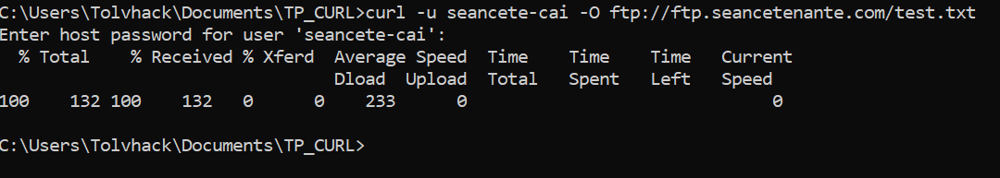 C:\Users\Tolvhack\Documents\TP_CURL>curl -u seancete-cai -O ftp://ftp.seancetenante.com/test.txt
Enter host password for user 'seancete-cai':
  % Total    % Received % Xferd  Average Speed  Time    Time    Time   Current
                                 Dload  Upload  Total   Spent   Left   Speed
100    132 100    132   0      0    233      0                              0

C:\Users\Tolvhack\Documents\TP_CURL>